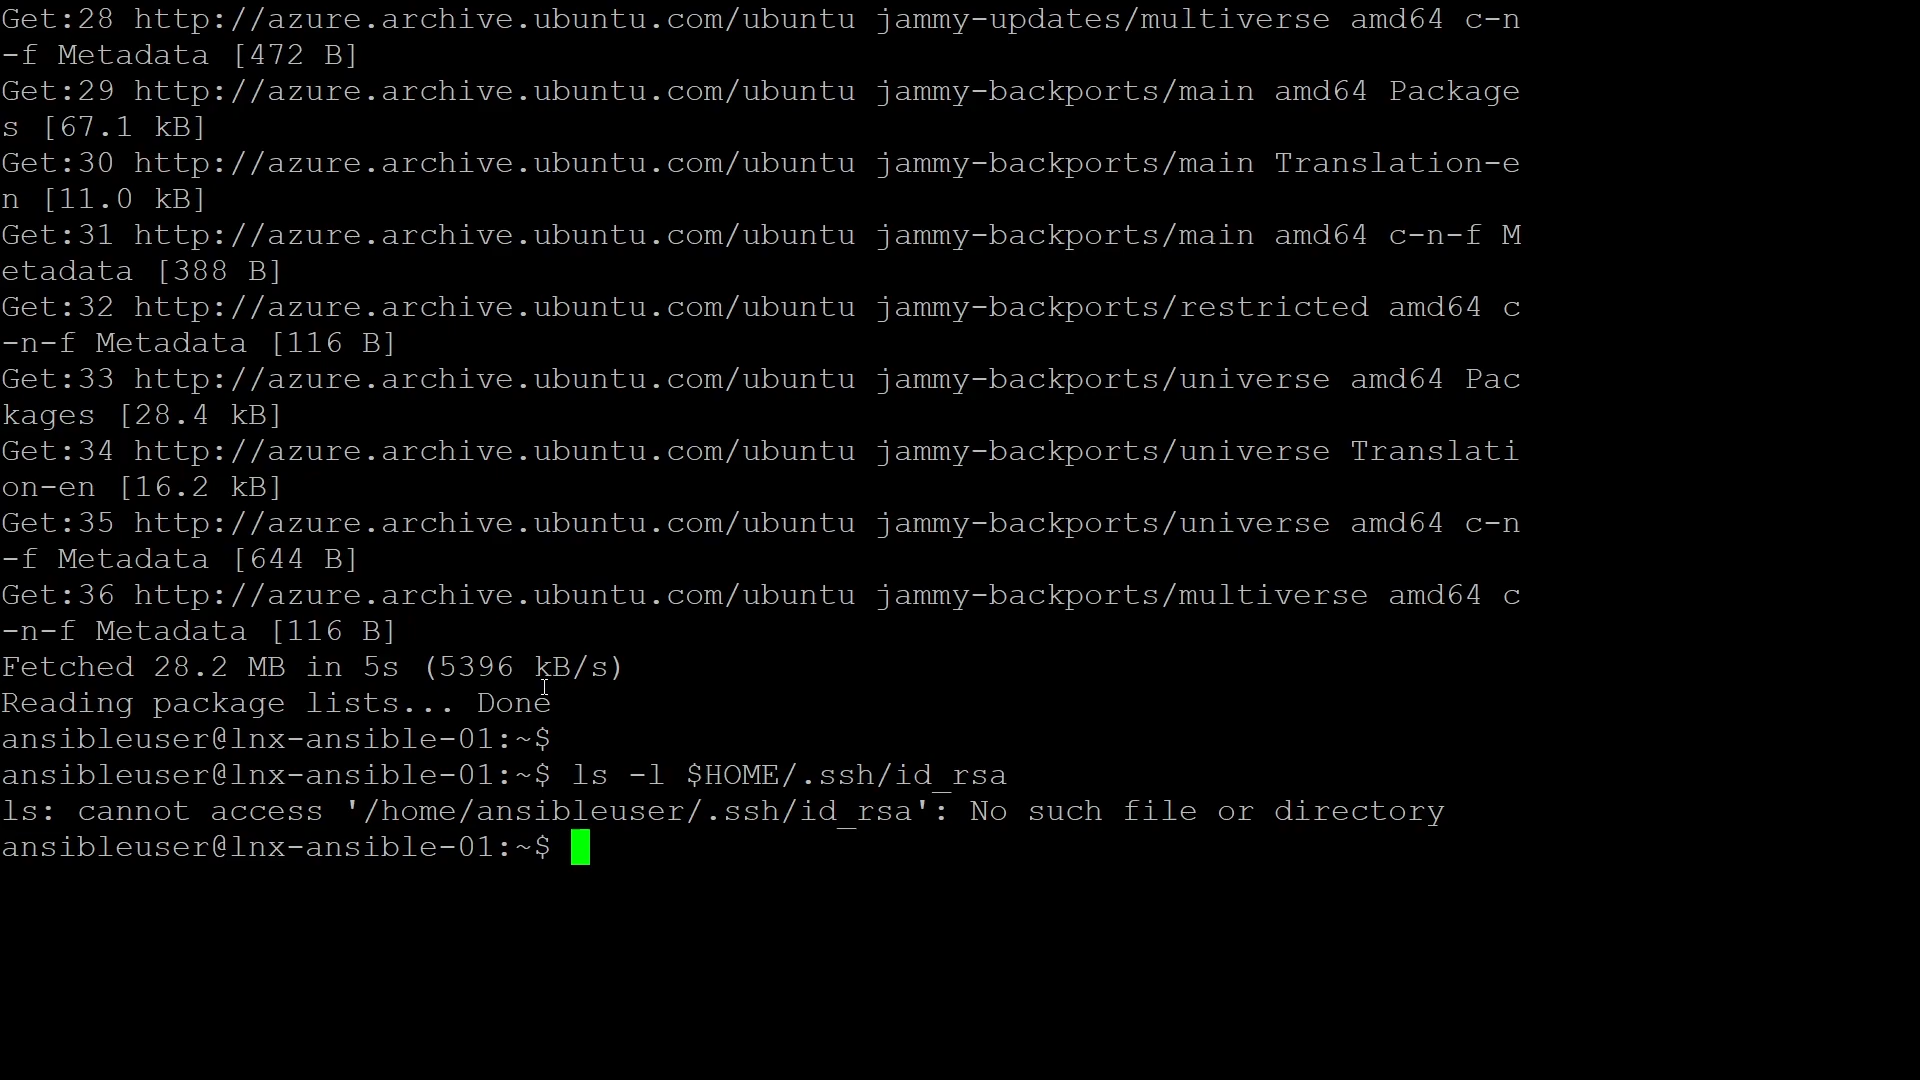 Get:28 http://azure.archive.ubuntu.com/ubuntu jammy-updates/multiverse amd64 c-n
-f Metadata [472 B]
Get:29 http://azure.archive.ubuntu.com/ubuntu jammy-backports/main amd64 Package
s [67.1 kB]
Get:30 http://azure.archive.ubuntu.com/ubuntu jammy-backports/main Translation-e
n [11.0 kB]
Get:31 http://azure.archive.ubuntu.com/ubuntu jammy-backports/main amd64 c-n-f M
etadata [388 B]
Get:32 http://azure.archive.ubuntu.com/ubuntu jammy-backports/restricted amd64 c
-n-f Metadata [116 B]
Get:33 http://azure.archive.ubuntu.com/ubuntu jammy-backports/universe amd64 Pac
kages [28.4 kB]
Get:34 http://azure.archive.ubuntu.com/ubuntu jammy-backports/universe Translati
on-en [16.2 kB]
Get:35 http://azure.archive.ubuntu.com/ubuntu jammy-backports/universe amd64 c-n
-f Metadata [644 B]
Get:36 http://azure.archive.ubuntu.com/ubuntu jammy-backports/multiverse amd64 c
-n-f Metadata [116 B]
Fetched 28.2 MB in 5s (5396 kB/s)
Reading package lists... Done
ansibleuser@lnx-ansible-01:~$
ansibleuser@lnx-ansible-01:~$ ls -l $HOME/.ssh/id_rsa
ls: cannot access '/home/ansibleuser/.ssh/id_rsa': No such file or directory
ansibleuser@lnx-ansible-01:~$